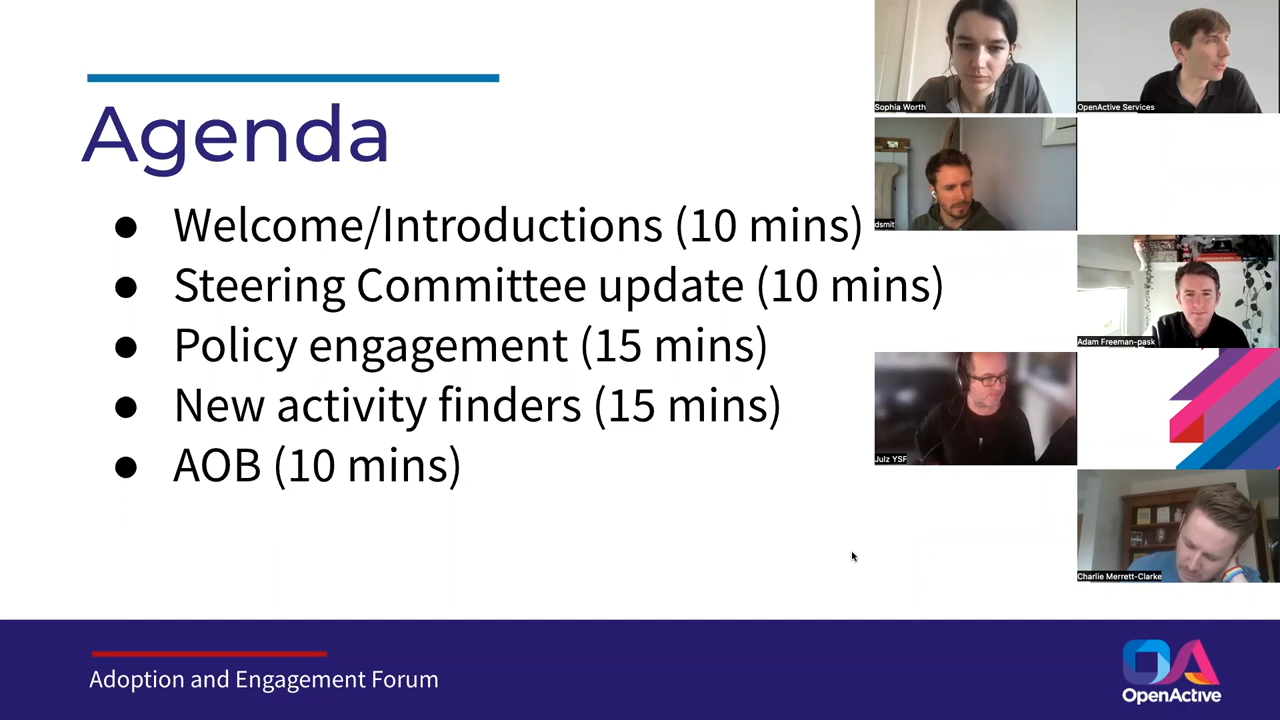 Agenda
● Welcome/Introductions (10 mins)
● Steering Committee update (10 mins)
● Policy engagement (15 mins)
● New activity finders (15 mins)
● AOB (10 mins)
Sophia Worth
OpenActive Services
dsmit
Adam Freeman-pask
Julz YSF
Charlie Merrett-Clarke
Adoption and Engagement Forum
OA
OpenActive